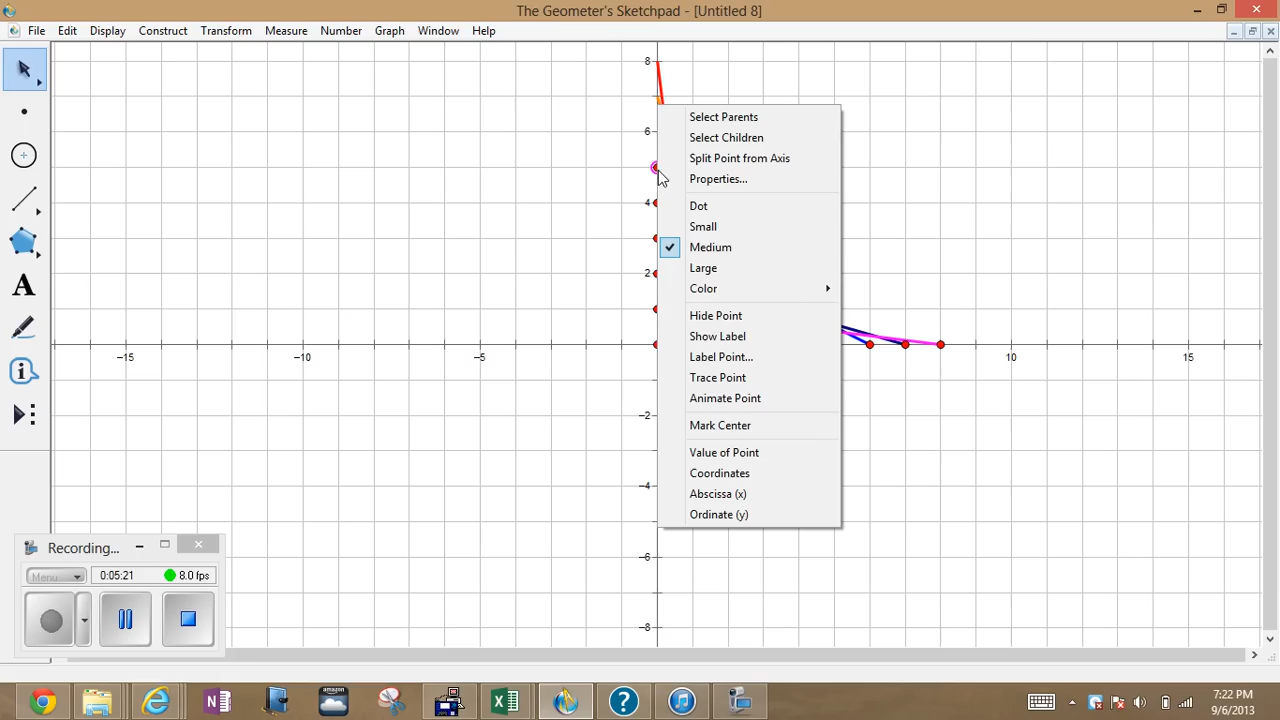 The Geometer's Sketchpad - [Untitled 8]
File Edit Display Construct Transform Measure Number Graph Window Help
8
6
4
2
-2
-4
-6
-8
-15 -10 -5 10 15
Select Parents
Select Children
Split Point from Axis
Properties...
Dot
Small
Medium
Large
Color
Hide Point
Show Label
Label Point...
Trace Point
Animate Point
Mark Center
Value of Point
Coordinates
Abscissa (x)
Ordinate (y)
A
Recording...
Menu 0:05:21 8.0 fps
amazon
7:22 PM
9/6/2013